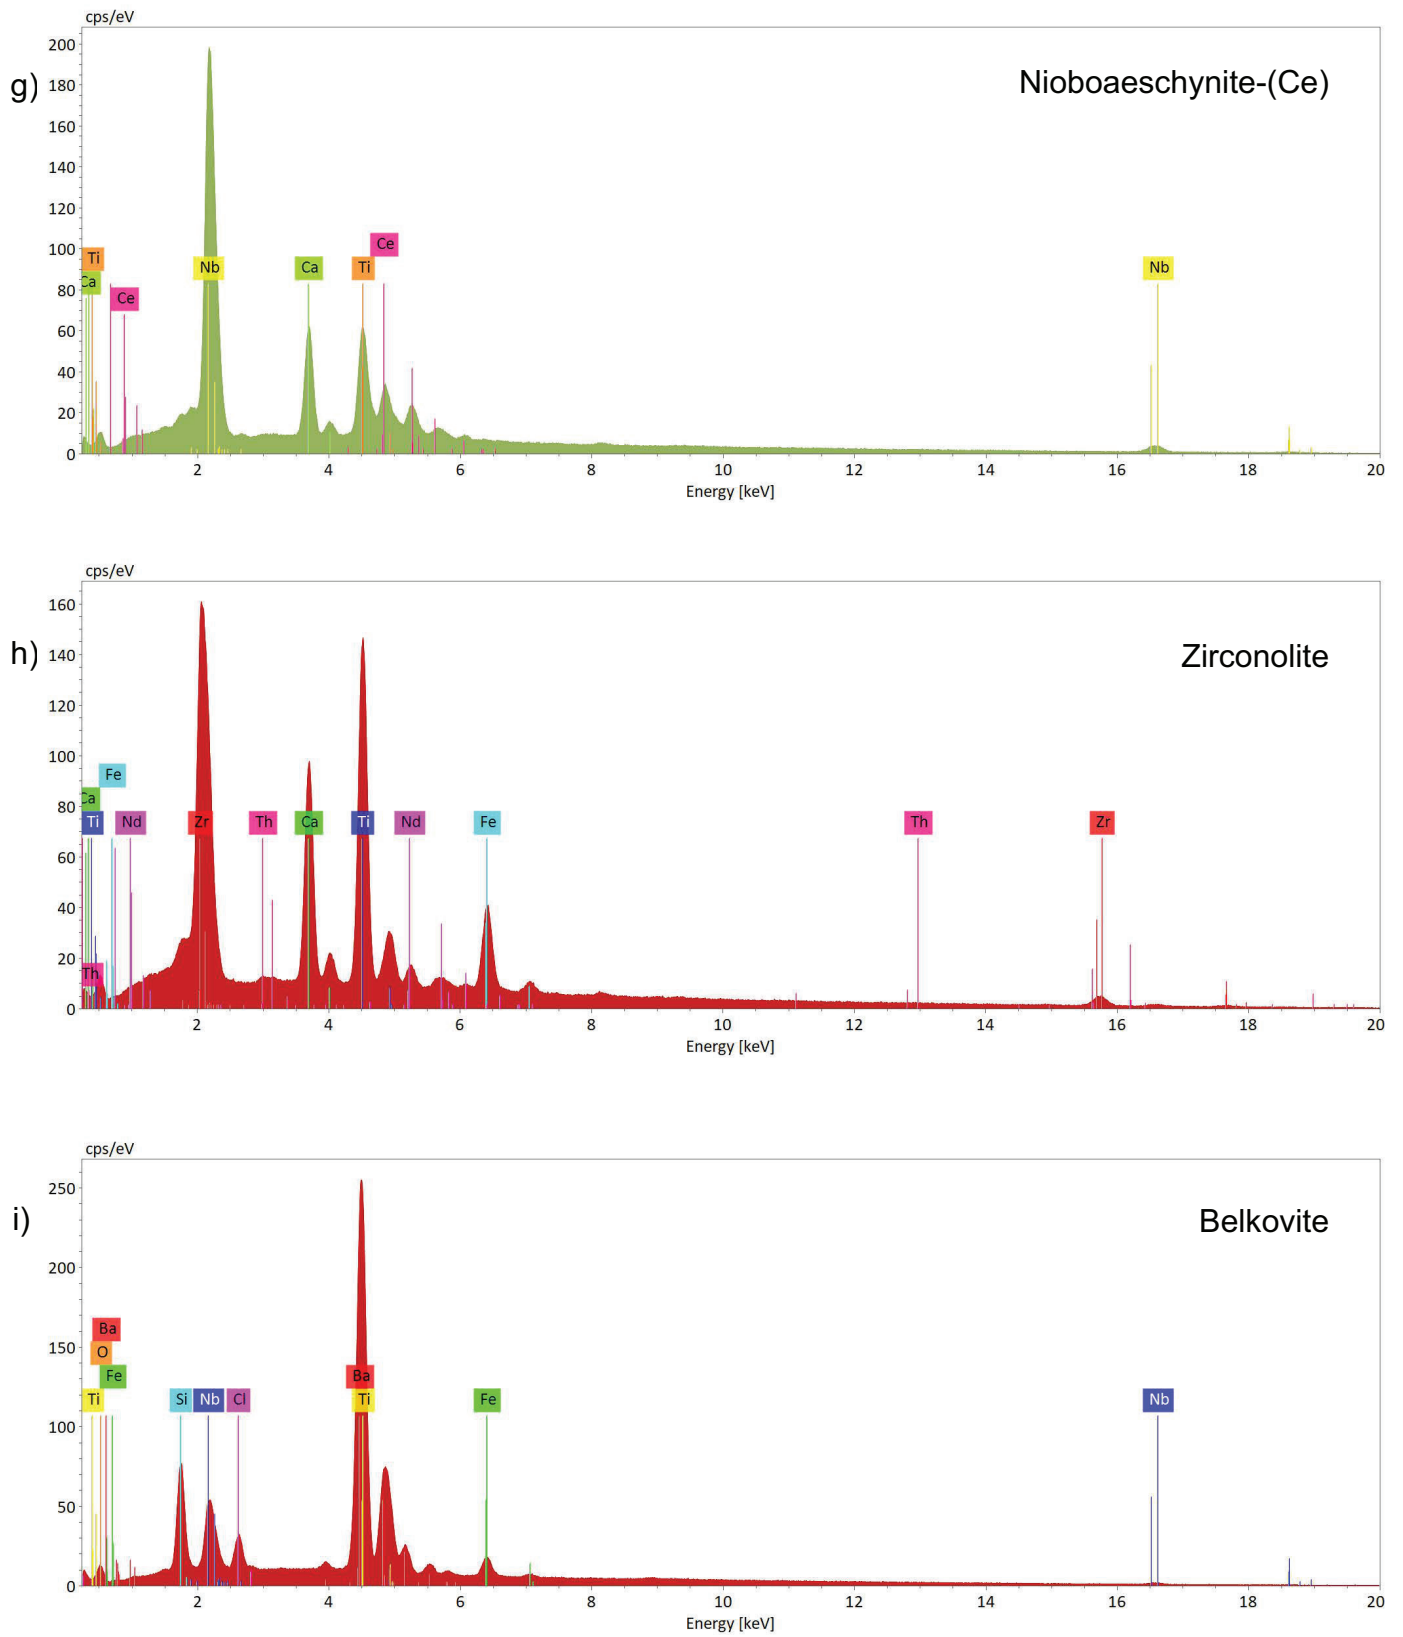 cps/eV
g)
Nioboaeschynite-(Ce)
200
180
160
140
120
100
80
60
40
20
0
Ti
Ca
Ce
Nb
Ca
Ti
Ce
Nb
2 4 6 8 10 12 14 16 18 20
Energy [keV]
cps/eV
h)
Zirconolite
160
140
120
100
80
60
40
20
0
Fe
Ca
Ti
Nd
Zr
Th
Ca
Ti
Nd
Fe
Th
Zr
Th
2 4 6 8 10 12 14 16 18 20
Energy [keV]
cps/eV
i)
Belkovite
250
200
150
100
50
0
Ba
O
Fe
Ti
Si
Nb
Cl
Ba
Ti
Fe
Nb
2 4 6 8 10 12 14 16 18 20
Energy [keV]